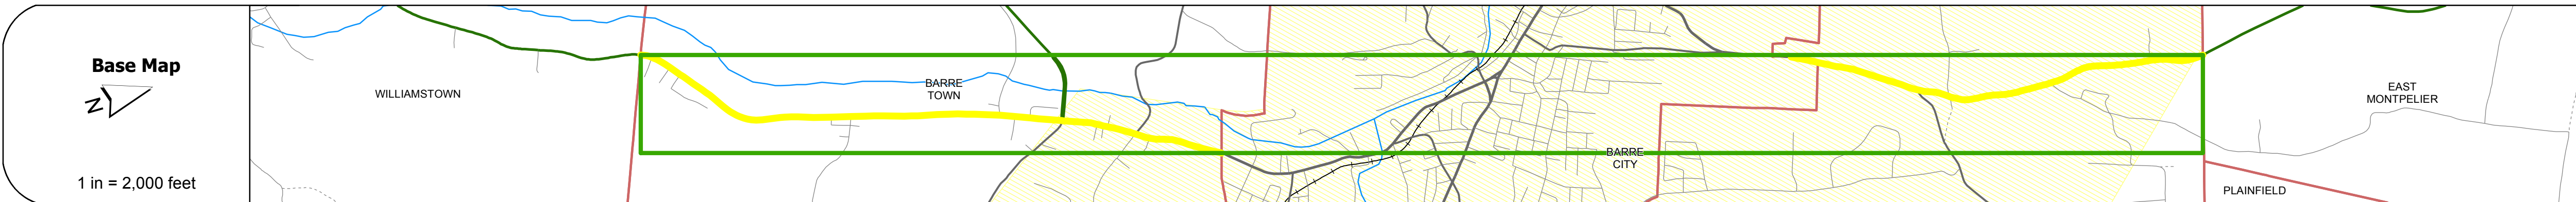 Base Map
N
1 in = 2,000 feet
WILLIAMSTOWN
BARRE
TOWN
BARRE
CITY
EAST
MONTPELIER
PLAINFIELD